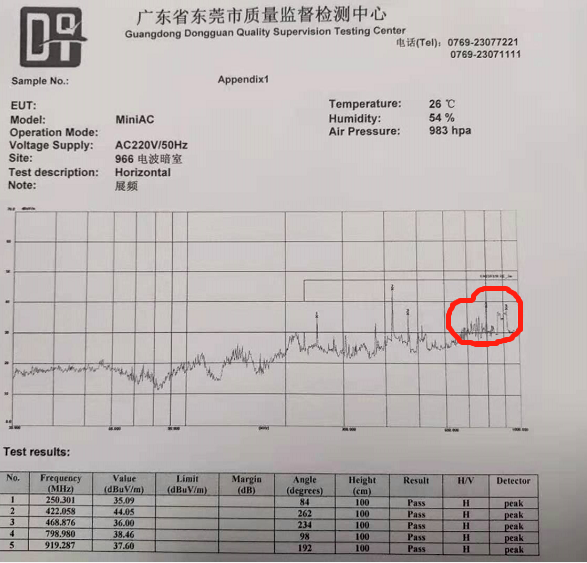 DQT
广东省东莞市质量监督检测中心
Guangdong Dongguan Quality Supervision Testing Center
电话(Tel): 0769-23077221
0769-23071111
Sample No.: Appendix1
EUT: Temperature: 26 ℃
Model: MiniAC Humidity: 54 %
Operation Mode: Air Pressure: 983 hpa
Voltage Supply: AC220V/50Hz
Site: 966 电波暗室
Test description: Horizontal
Note: 展频
Test results:
No. Frequency (MHz) Value (dBuV/m) Limit (dBuV/m) Margin (dB) Angle (degrees) Height (cm) Result H/V Detector
1 250.301 35.09 84 100 Pass H peak
2 422.058 44.05 262 100 Pass H peak
3 468.876 36.00 234 100 Pass H peak
4 798.980 38.46 98 100 Pass H peak
5 919.287 37.60 192 100 Pass H peak